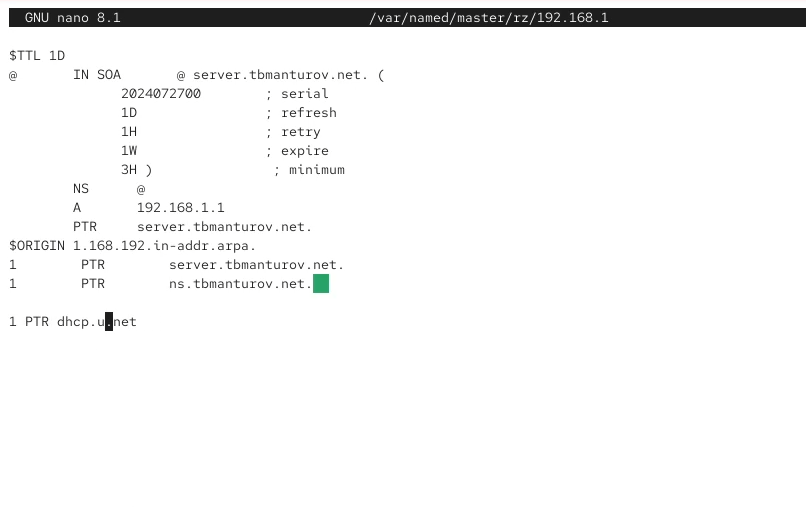 GNU nano 8.1 /var/named/master/rz/192.168.1
$TTL 1D
@ IN SOA @ server.tbmanturov.net. (
2024072700 ; serial
1D ; refresh
1H ; retry
1W ; expire
3H ) ; minimum
NS @
A 192.168.1.1
PTR server.tbmanturov.net.
$ORIGIN 1.168.192.in-addr.arpa.
1 PTR server.tbmanturov.net.
1 PTR ns.tbmanturov.net.
1 PTR dhcp.u.net